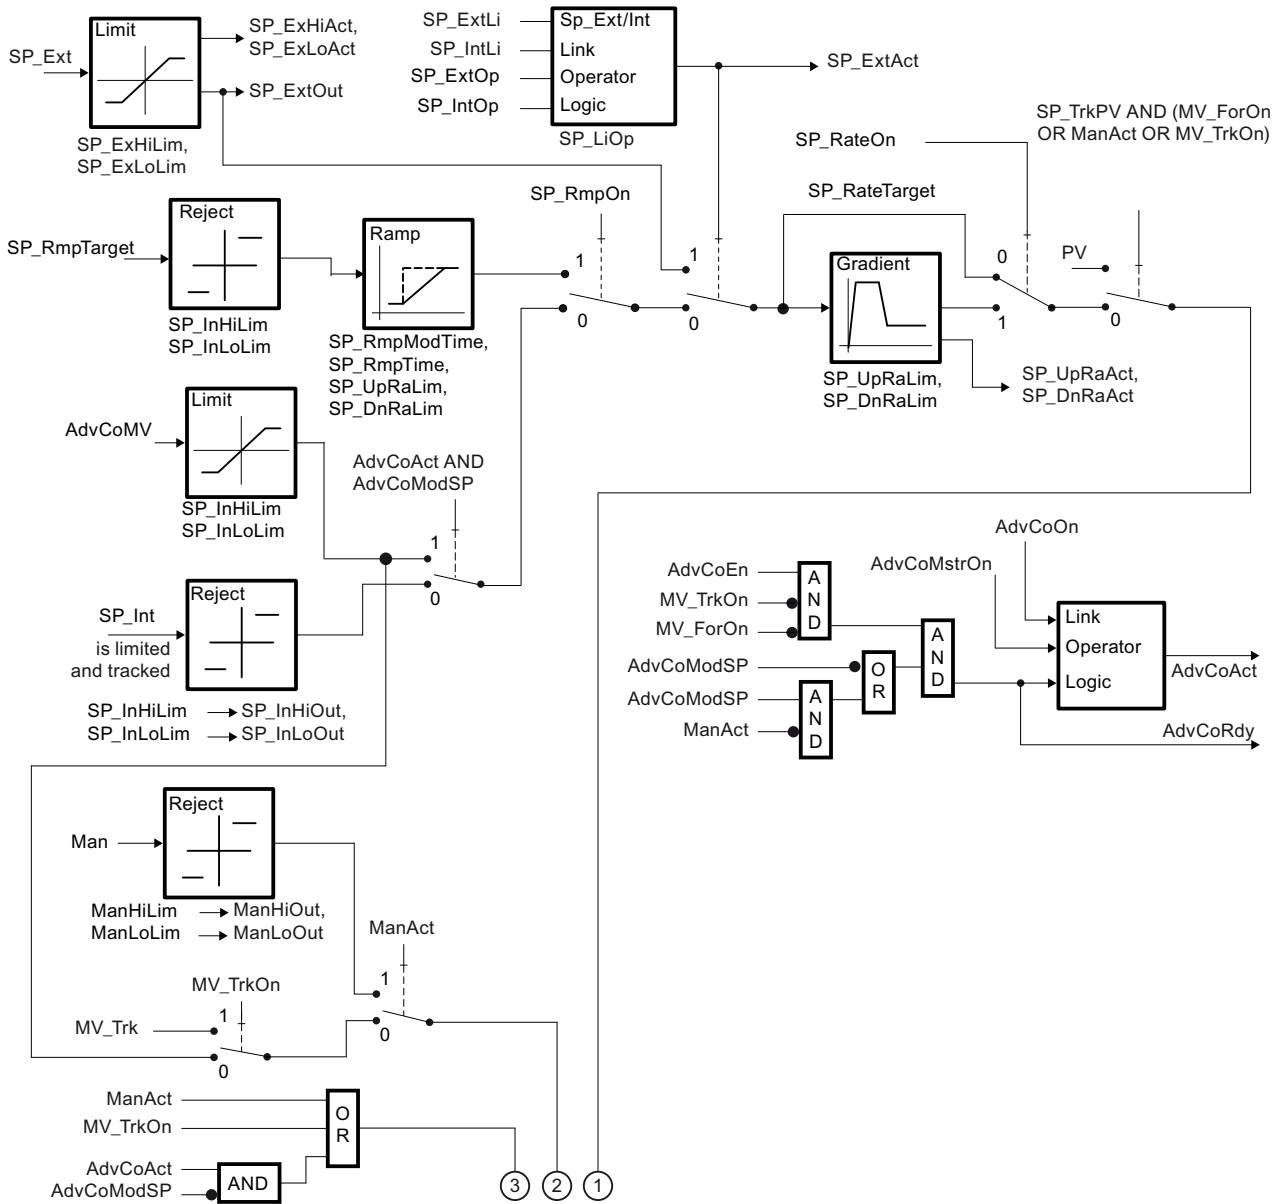 Limit
SP_Ext
SP_ExHiAct,
SP_ExLoAct
SP_ExtOut
SP_ExHiLim,
SP_ExLoLim
SP_ExtLi
SP_IntLi
SP_ExtOp
SP_IntOp
Sp_Ext/Int
Link
Operator
Logic
SP_LiOp
SP_ExtAct
SP_TrkPV AND (MV_ForOn
OR ManAct OR MV_TrkOn)
SP_RateOn
SP_RateTarget
SP_RmpOn
Reject
SP_RmpTarget
SP_InHiLim
SP_InLoLim
Ramp
SP_RmpModTime,
SP_RmpTime,
SP_UpRaLim,
SP_DnRaLim
1
0
1
0
Gradient
SP_UpRaLim,
SP_DnRaLim
SP_UpRaAct,
SP_DnRaAct
0
1
PV
0
Limit
AdvCoMV
SP_InHiLim
SP_InLoLim
AdvCoAct AND
AdvCoModSP
1
0
Reject
SP_Int
is limited
and tracked
SP_InHiLim
SP_InLoLim
SP_InHiOut,
SP_InLoOut
AdvCoOn
AdvCoMstrOn
AdvCoEn
MV_TrkOn
MV_ForOn
AdvCoModSP
AdvCoModSP
ManAct
AND
AND
OR
AND
Link
Operator
Logic
AdvCoAct
AdvCoRdy
Reject
Man
ManHiLim
ManLoLim
ManHiOut,
ManLoOut
ManAct
1
0
MV_TrkOn
MV_Trk
1
0
ManAct
MV_TrkOn
AdvCoAct
AdvCoModSP
AND
OR
3
2
1